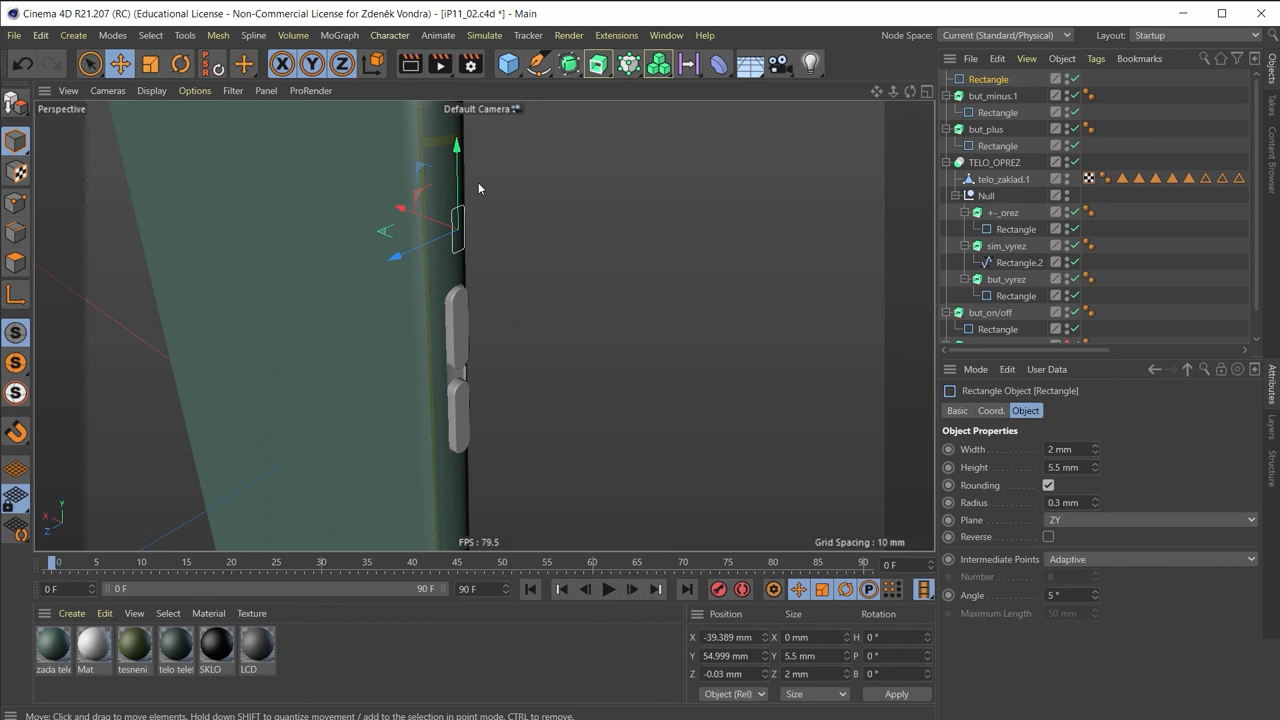 Cinema 4D R21.207 (RC) (Educational License - Non-Commercial License for Zdeněk Vondra) - [iP11_02.c4d *] - Main
File Edit Create Modes Select Tools Mesh Spline Volume MoGraph Character Animate Simulate Tracker Render Extensions Window Help Node Space: Current (Standard/Physical) Layout: Startup
PSR
X Y Z
0
File Edit View Object Tags Bookmarks
View Cameras Display Options Filter Panel ProRender
Perspective
Default Camera
Rectangle
but_minus.1
Rectangle
but_plus
Rectangle
TELO_OPREZ
telo_zaklad.1
Null
+-_orez
Rectangle
sim_vyrez
Rectangle.2
but_vyrez
Rectangle
but_on/off
Rectangle
Objects
Takes
Content Browser
Mode Edit User Data
Rectangle Object [Rectangle]
Basic Coord. Object
Object Properties
Width 2 mm
Height 5.5 mm
Rounding
Radius 0.3 mm
Plane ZY
Reverse
Intermediate Points Adaptive
Number 8
Angle 5 °
Maximum Length 50 mm
Attributes
Layers
Structure
Y
X
Z
FPS : 79.5
Grid Spacing : 10 mm
0 5 10 15 20 25 30 35 40 45 50 55 60 65 70 75 80 85 90 0 F
0 F 0 F 90 F 90 F
Create Edit View Select Material Texture
zada tele Mat tesneni telo telel SKLO LCD
Position Size Rotation
X -39.389 mm X 0 mm H 0 °
Y 54.999 mm Y 5.5 mm P 0 °
Z -0.03 mm Z 2 mm B 0 °
Object (Rel) Size Apply
Move: Click and drag to move elements. Hold down SHIFT to quantize movement / add to the selection in point mode, CTRL to remove.